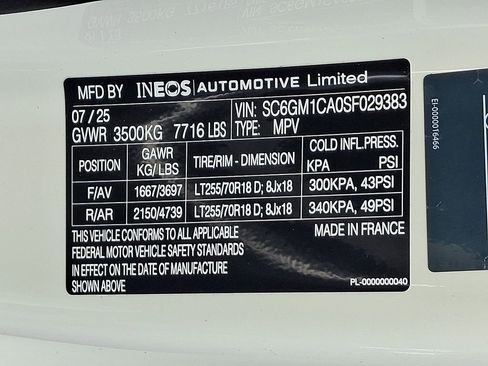 MFD BY INEOS | AUTOMOTIVE Limited
07 / 25
VIN: SC6GM1CA0SF029383
GVWR 3500KG 7716 LBS TYPE: MPV
POSITION GAWR KG/ LBS TIRE/RIM - DIMENSION COLD INFL.PRESS. KPA PSI
F/AV 1667/3697 LT255/70R18 D; 8Jx18 300KPA, 43PSI
R/AR 2150/4739 LT255/70R18 D; 8Jx18 340KPA, 49PSI
THIS VEHICLE CONFORMS TO APPLICABLE
FEDERAL MOTOR VEHICLE SAFETY STANDARDS
IN EFFECT ON THE DATE OF MANUFACTURE
SHOWN ABOVE
MADE IN FRANCE
PL-0000000040
EI-0000016466